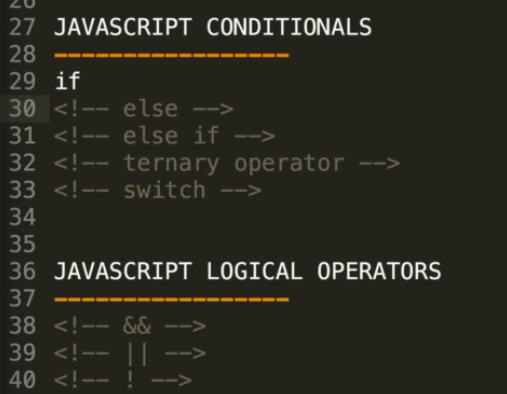 27 JAVASCRIPT CONDITIONALS
28 -----------------
29 if
30 <!-- else -->
31 <!-- else if -->
32 <!-- ternary operator -->
33 <!-- switch -->
34
35
36 JAVASCRIPT LOGICAL OPERATORS
37 -----------------
38 <!-- && -->
39 <!-- || -->
40 <!-- ! -->